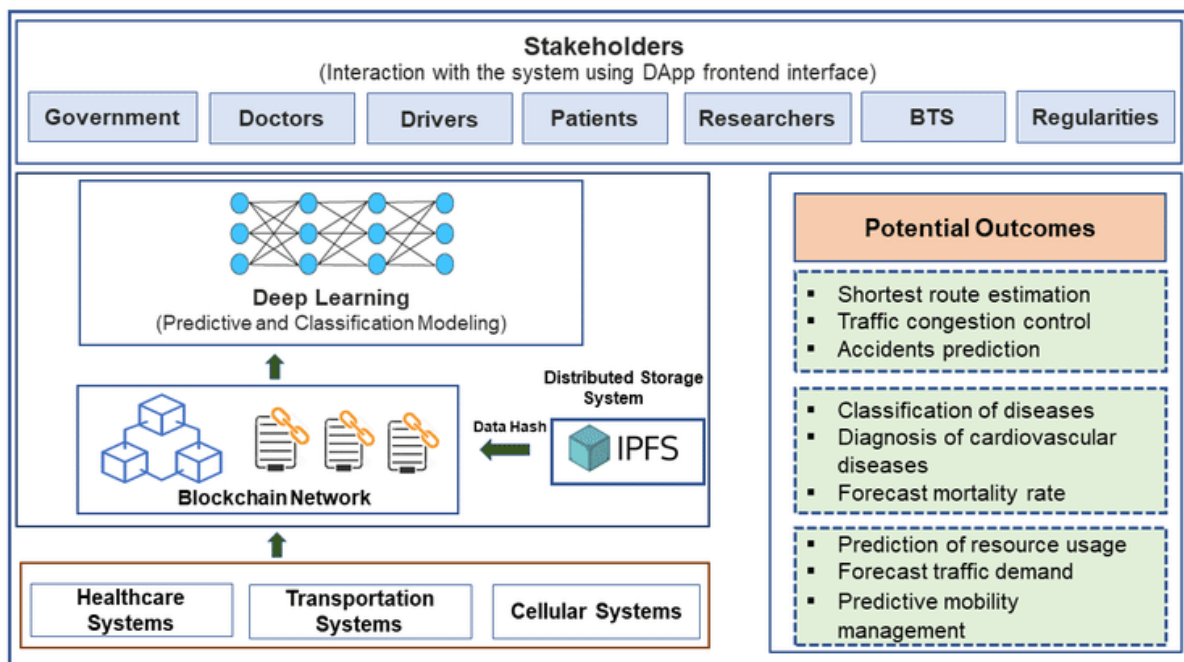 Stakeholders
(Interaction with the system using DApp frontend interface)
Government
Doctors
Drivers
Patients
Researchers
BTS
Regularities
Deep Learning
(Predictive and Classification Modeling)
Distributed Storage
System
Data Hash
IPFS
Blockchain Network
Healthcare
Systems
Transportation
Systems
Cellular Systems
Potential Outcomes
▪ Shortest route estimation
▪ Traffic congestion control
▪ Accidents prediction
▪ Classification of diseases
▪ Diagnosis of cardiovascular
diseases
▪ Forecast mortality rate
▪ Prediction of resource usage
▪ Forecast traffic demand
▪ Predictive mobility
management